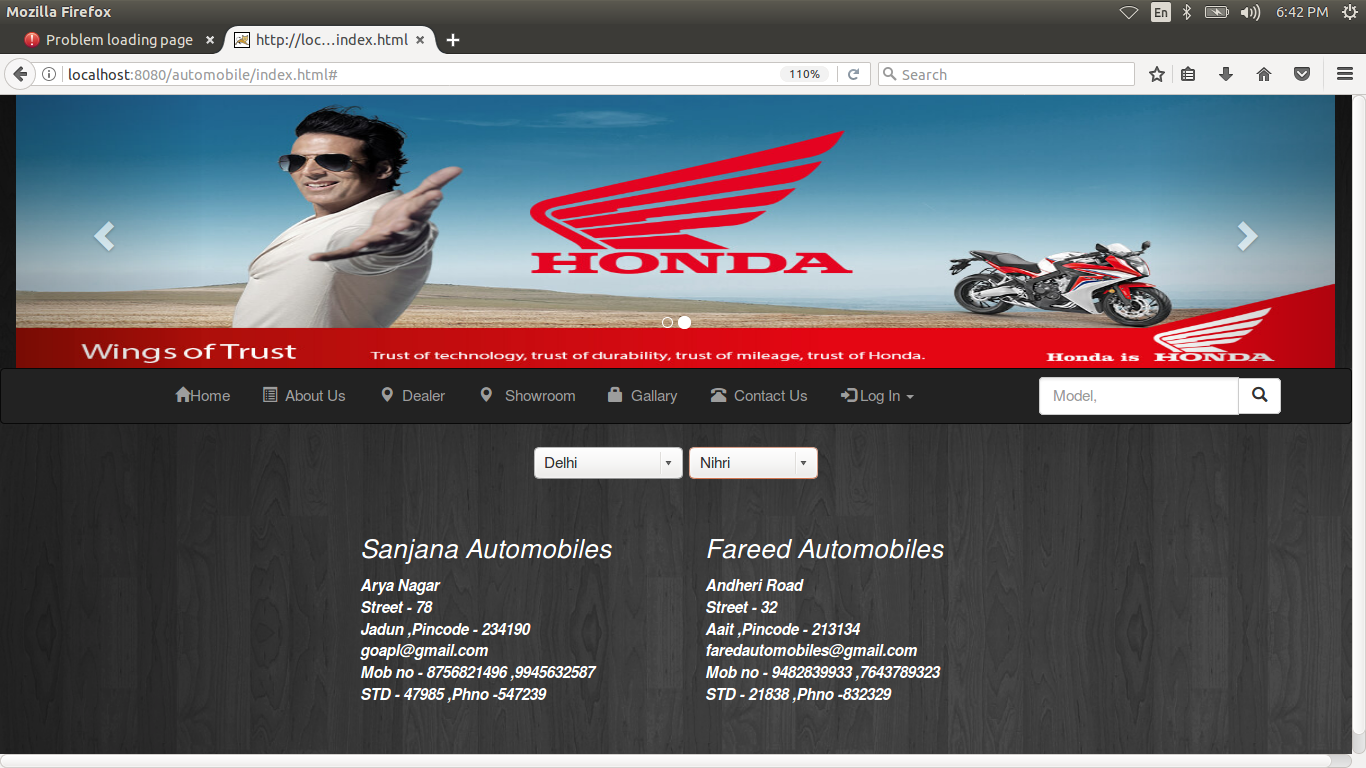 Mozilla Firefox
En
6:42 PM
Problem loading page
http://loc...index.html
localhost:8080/automobile/index.html#
110%
Search
HONDA
Wings of Trust
Trust of technology, trust of durability, trust of mileage, trust of Honda.
Honda is HONDA
Home
About Us
Dealer
Showroom
Gallary
Contact Us
Log In
Model,
Delhi
Nihri
Sanjana Automobiles
Arya Nagar
Street - 78
Jadun ,Pincode - 234190
goapl@gmail.com
Mob no - 8756821496 ,9945632587
STD - 47985 ,Phno -547239
Fareed Automobiles
Andheri Road
Street - 32
Aait ,Pincode - 213134
faredautomobiles@gmail.com
Mob no - 9482839933 ,7643789323
STD - 21838 ,Phno -832329